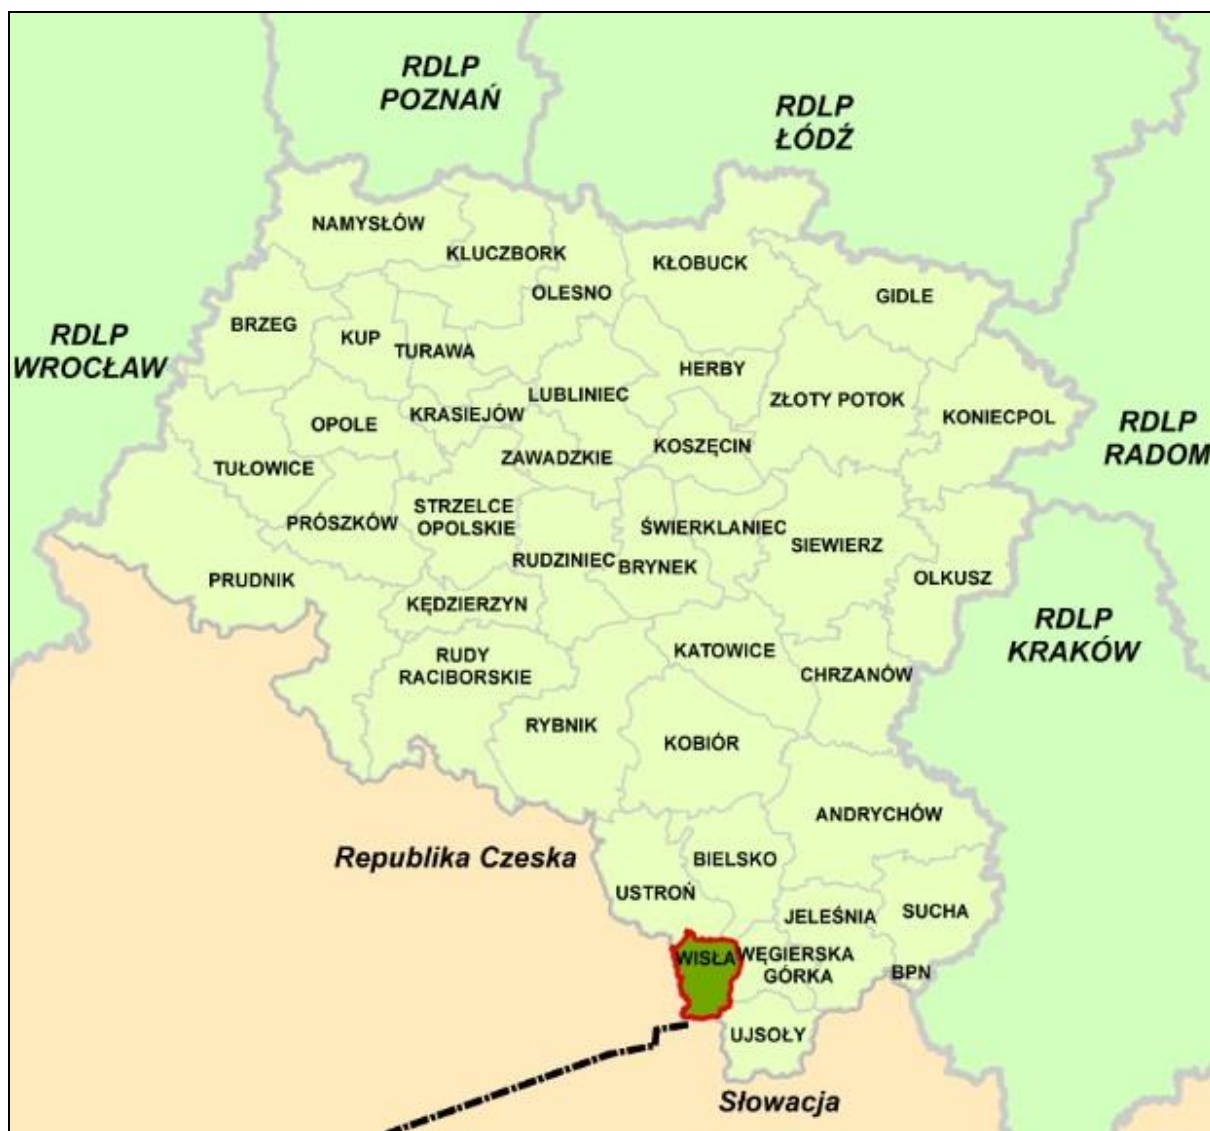 RDLP
POZNAŃ
RDLP
ŁÓDŹ
NAMYSŁÓW
KLUCZBORK
KŁOBUCK
OLESNO
GIDLE
BRZEG
RDLP
WROCŁAW
KUP
TURAWA
HERBY
LUBLINIEC
ZŁOTY POTOK
KRASIEJÓW
KONIECPOL
OPOLE
RDLP
RADOM
KOSZĘCIN
ZAWADZKIE
TUŁOWICE
STRZELCE
OPOLSKIE
PRÓSZKÓW
ŚWIERKLANIEC
SIEWIERZ
RUDZINIEC
BRYNEK
PRUDNIK
OLKUSZ
KĘDZIERZYN
RDLP
KRAKÓW
KATOWICE
RUDY
RACIBORSKIE
CHRZANÓW
RYBNIK
KOBIÓR
ANDRYCHÓW
Republika Czeska
BIELSKO
USTROŃ
JELEŚNIA
SUCHA
WISŁA
WĘGIERSKA
GÓRKA
BPN
UJSOŁY
Słowacja